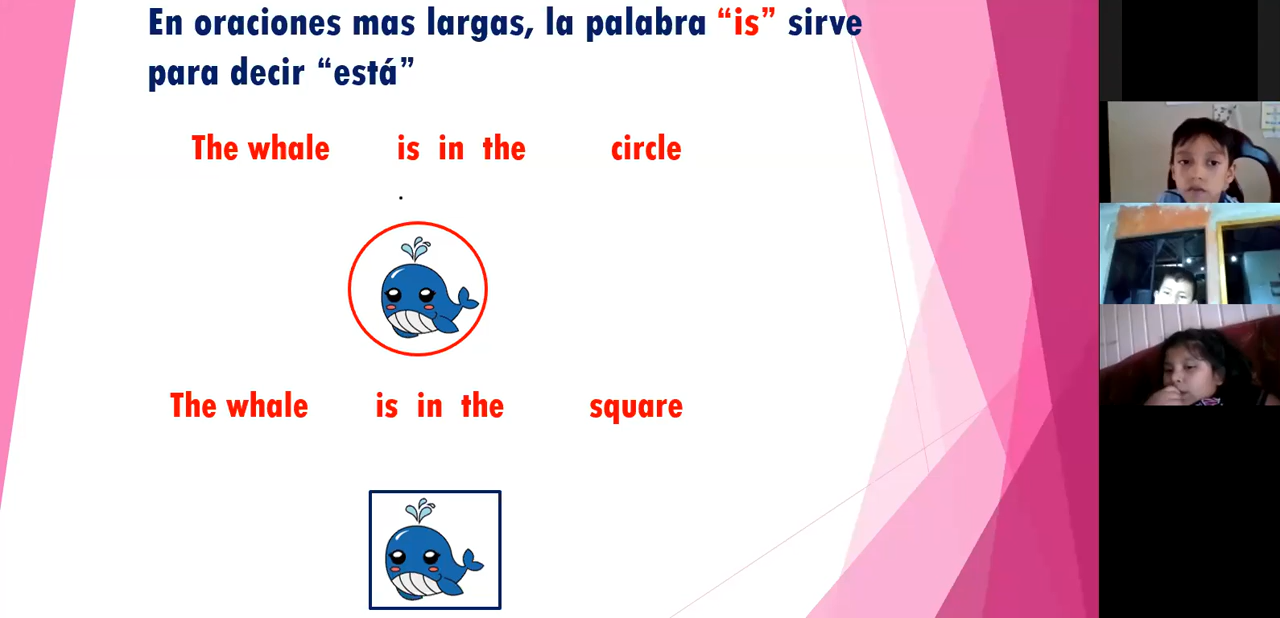 En oraciones mas largas, la palabra “is” sirve
para decir “está”
The whale is in the circle
.
The whale is in the square